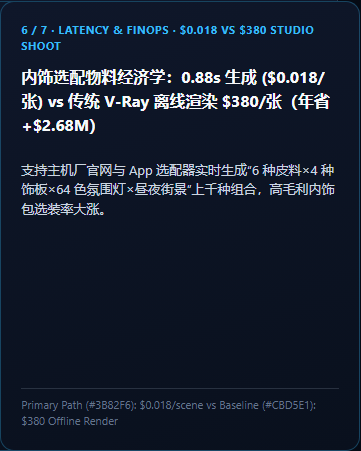 6 / 7 · LATENCY & FINOPS · $0.018 VS $380 STUDIO
SHOOT
内饰选配物料经济学：0.88s 生成 ($0.018/
张) vs 传统 V-Ray 离线渲染 $380/张（年省
+$2.68M）
支持主机厂官网与 App 选配器实时生成“6 种皮料×4 种
饰板×64 色氛围灯×昼夜街景”上千种组合，高毛利内饰
包选装率大涨。
Primary Path (#3B82F6): $0.018/scene vs Baseline (#CBD5E1):
$380 Offline Render